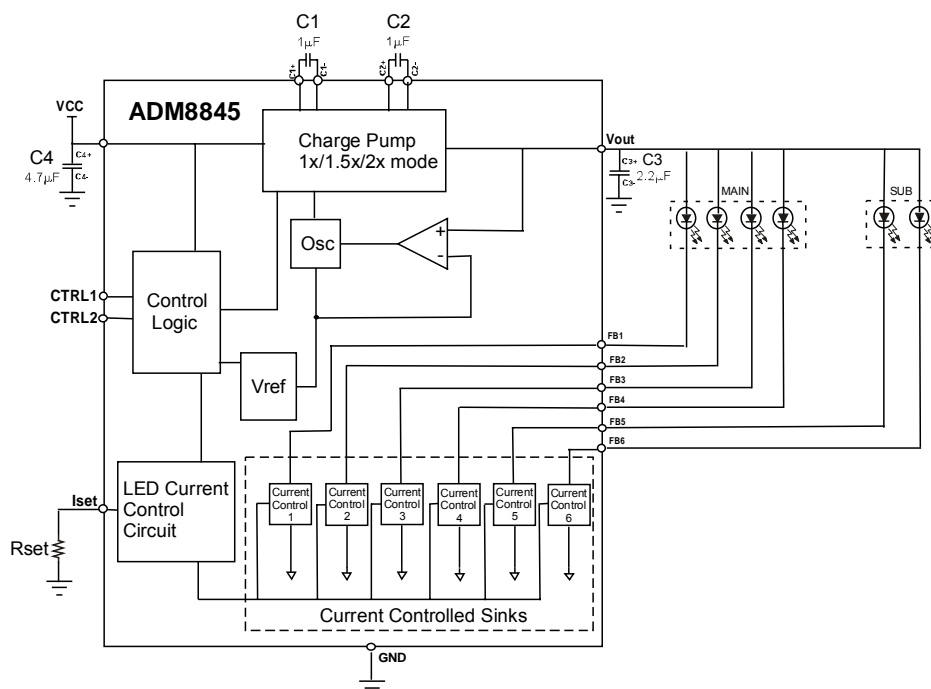 C1
1µF
C2
1µF
C1+
C1-
C2+
C2-
ADM8845
VCC
C4
4.7µF
C4+
C4-
Charge Pump
1x/1.5x/2x mode
Vout
C3+
C3-
C3
2.2µF
MAIN
SUB
Osc
+
-
CTRL1
CTRL2
Control
Logic
Vref
FB1
FB2
FB3
FB4
FB5
FB6
Iset
Rset
LED Current
Control
Circuit
Current
Control
1
Current
Control
2
Current
Control
3
Current
Control
4
Current
Control
5
Current
Control
6
Current Controlled Sinks
GND